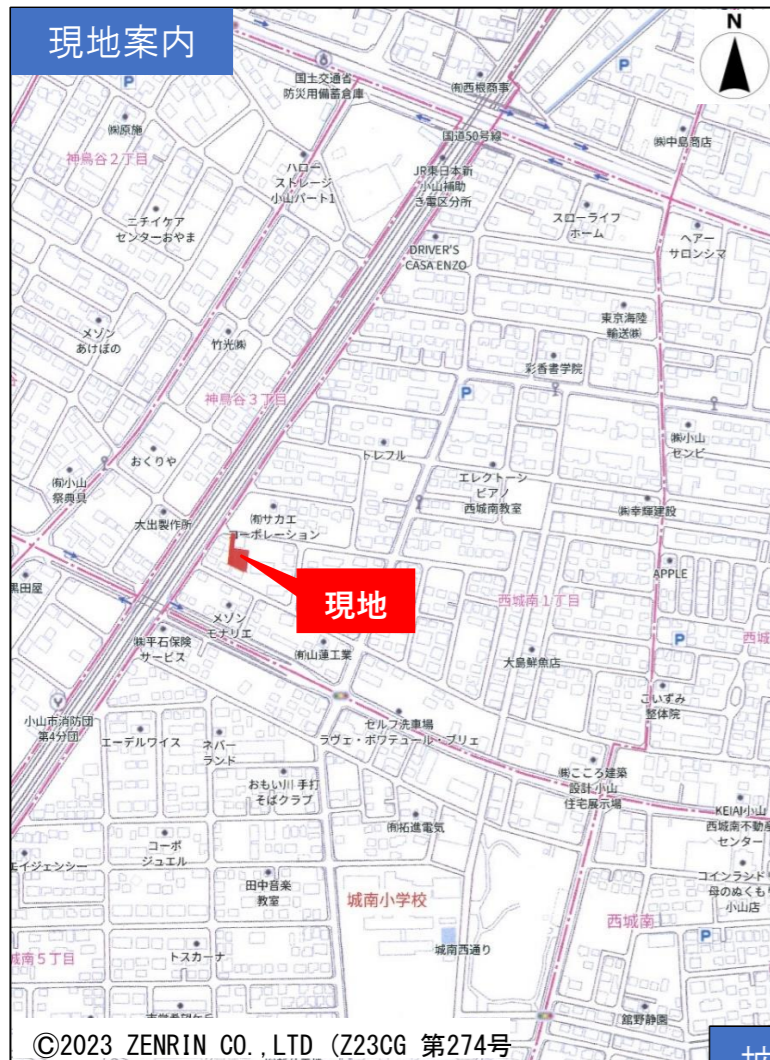 現地案内
N
P
国土交通省
防災用備蓄倉庫
㈲西根商事
P
㈱原施
国道50号線
㈱中島商店
神鳥谷2丁目
ハロー
ストレージ
小山パート1
JR東日本新
小山補助
き電区分所
スローライフ
ホーム
ニチイケア
センターおやま
ヘアー
サロンシマ
DRIVER'S
CASA ENZO
東京海陸
輸送㈱
メゾン
あけぼの
竹光㈱
彩香書学院
神鳥谷3丁目
P
㈱小山
センビ
おくりや
トレフル
㈲小山
祭典具
エレクトーン
ピアノ
西城南教室
大出製作所
㈲サカエ
コーポレーション
㈱幸輝建設
APPLE
黒田屋
現地
西城南1丁目
メゾン
モナリエ
㈱平石保険
サービス
㈲山蓮工業
P
西城
大島鮮魚店
こいずみ
整体院
小山市消防団
第4分団
エーデルワイス
ネバー
ランド
セルフ洗車場
ラヴェ・ボワテュール・プリェ
おもい川 手打
そばクラブ
㈱こころ建築
設計 小山
住宅展示場
KEIAI小山
西城南不動産
センター
㈲拓進電気
コーポ
ジュエル
モイジェンシー
田中音楽
教室
城南小学校
コインランドリ
母のぬくもり
小山店
西城南
P
城南西通り
城南5丁目
トスカーナ
舘野静園
©2023 ZENRIN CO.,LTD (Z23CG 第274号